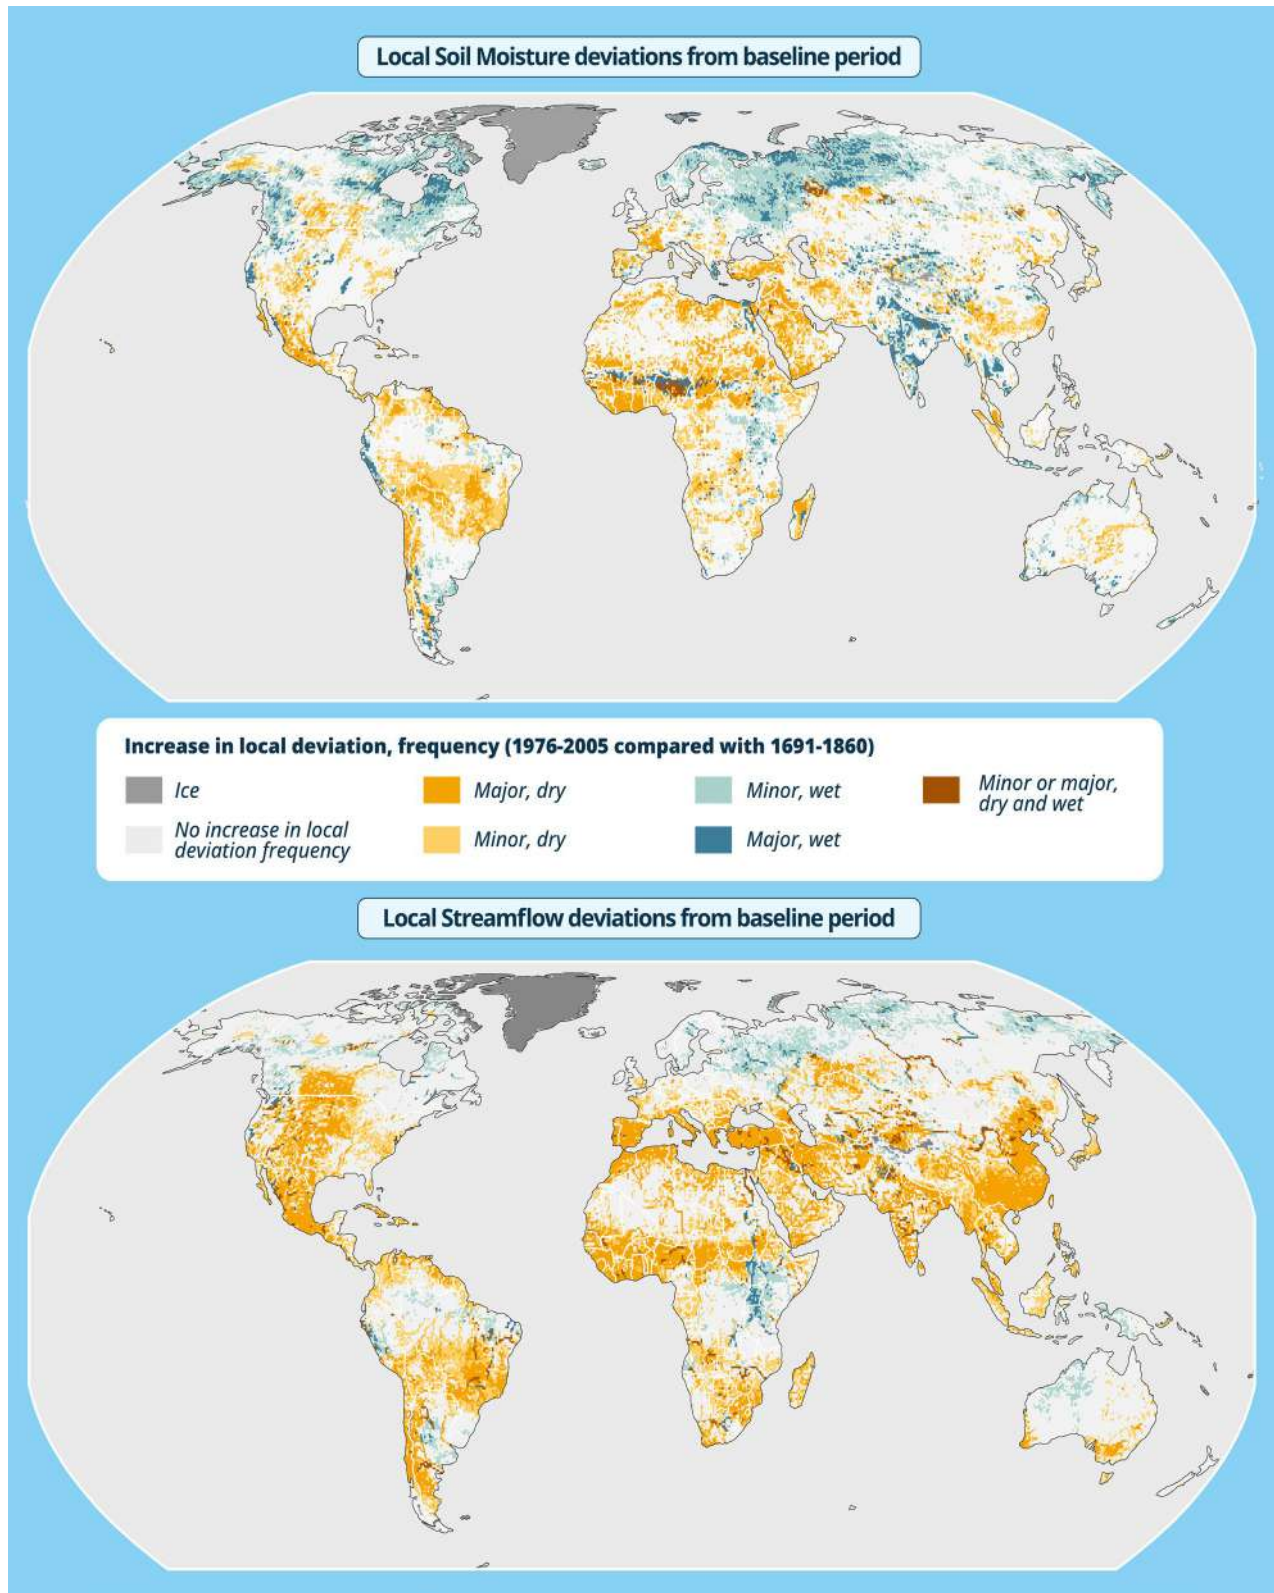 Local Soil Moisture deviations from baseline period
Increase in local deviation, frequency (1976-2005 compared with 1691-1860)
Ice
Major, dry
Minor, wet
Minor or major,
dry and wet
No increase in local
deviation frequency
Minor, dry
Major, wet
Local Streamflow deviations from baseline period